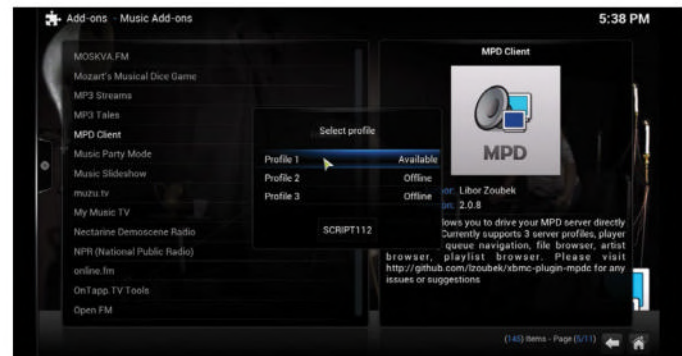 Add-ons - Music Add-ons
5:38 PM
MOSKVA.FM
Mozart's Musical Dice Game
MP3 Streams
MP3 Tales
MPD Client
Music Party Mode
Music Slideshow
muzu.tv
My Music TV
Nectarine Demoscene Radio
NPR (National Public Radio)
online.fm
OnTapp.TV Tools
Open FM
Select profile
Profile 1 Available
Profile 2 Offline
Profile 3 Offline
SCRIPT112
MPD Client
MPD
or: Libor Zoubek
on: 2.0.8
lows you to drive your MPD server directly
Currently supports 3 server profiles, player
queue navigation, file browser, artist
browser, playlist browser. Please visit
http://github.com/lzoubek/xbmc-plugin-mpdc for any
issues or suggestions
(145) Items - Page (5/11)